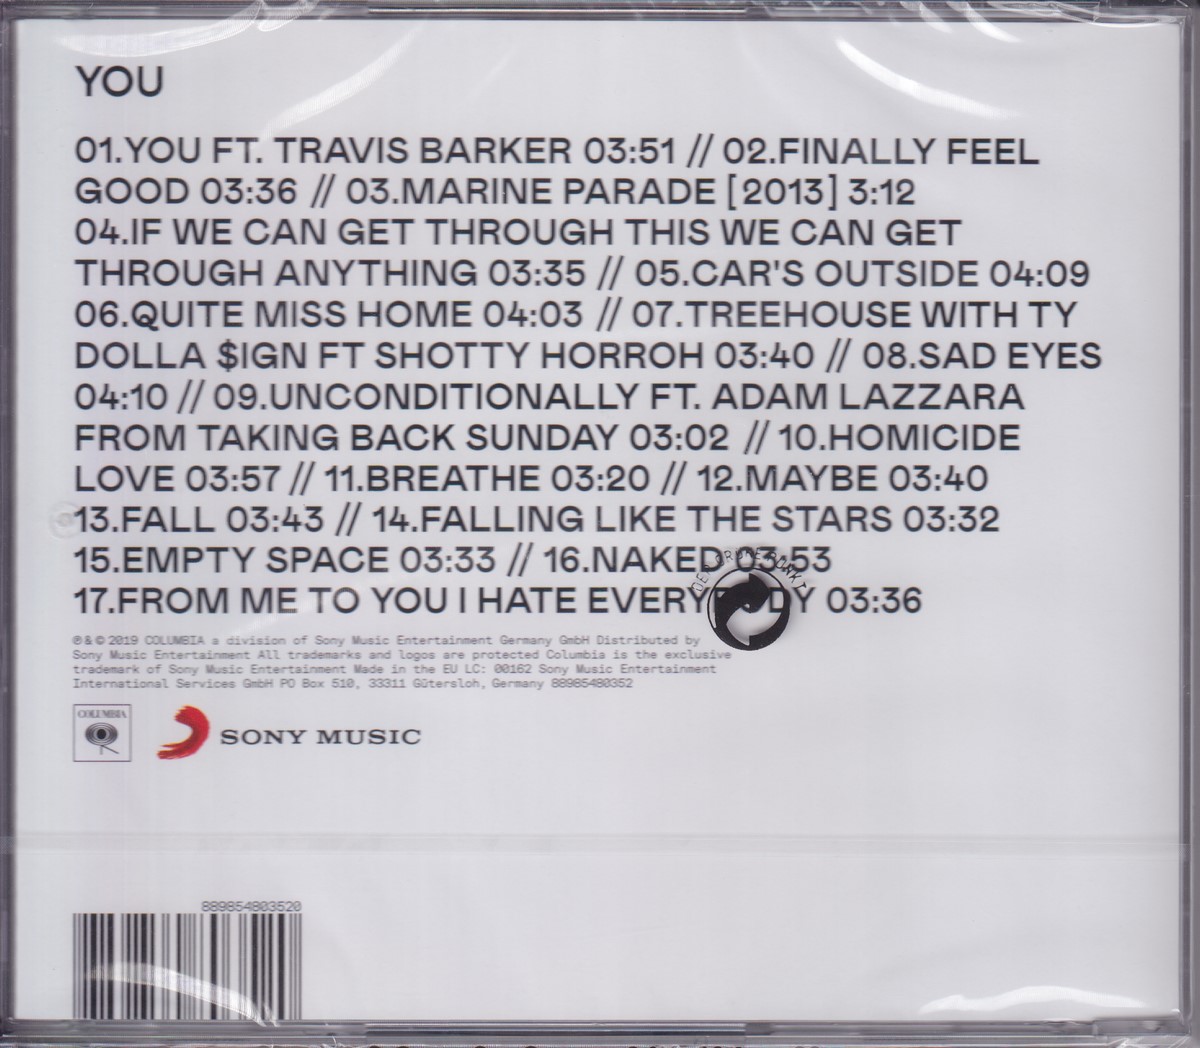 YOU
01.YOU FT. TRAVIS BARKER 03:51 // 02.FINALLY FEEL
GOOD 03:36 // 03.MARINE PARADE [2013] 3:12
04.IF WE CAN GET THROUGH THIS WE CAN GET
THROUGH ANYTHING 03:35 // 05.CAR'S OUTSIDE 04:09
06.QUITE MISS HOME 04:03 // 07.TREEHOUSE WITH TY
DOLLA $IGN FT SHOTTY HORROH 03:40 // 08.SAD EYES
04:10 // 09.UNCONDITIONALLY FT. ADAM LAZZARA
FROM TAKING BACK SUNDAY 03:02 // 10.HOMICIDE
LOVE 03:57 // 11.BREATHE 03:20 // 12.MAYBE 03:40
13.FALL 03:43 // 14.FALLING LIKE THE STARS 03:32
15.EMPTY SPACE 03:33 // 16.NAKED 03:53
DER GRÜNE PUNKT
17.FROM ME TO YOU I HATE EVERYBODY 03:36
℗ & © 2019 COLUMBIA a division of Sony Music Entertainment Germany GmbH Distributed by
Sony Music Entertainment All trademarks and logos are protected Columbia is the exclusive
trademark of Sony Music Entertainment Made in the EU LC: 00162 Sony Music Entertainment
International Services GmbH PO Box 510, 33311 Gütersloh, Germany 88985480352
COLUMBIA
SONY MUSIC
889854803520